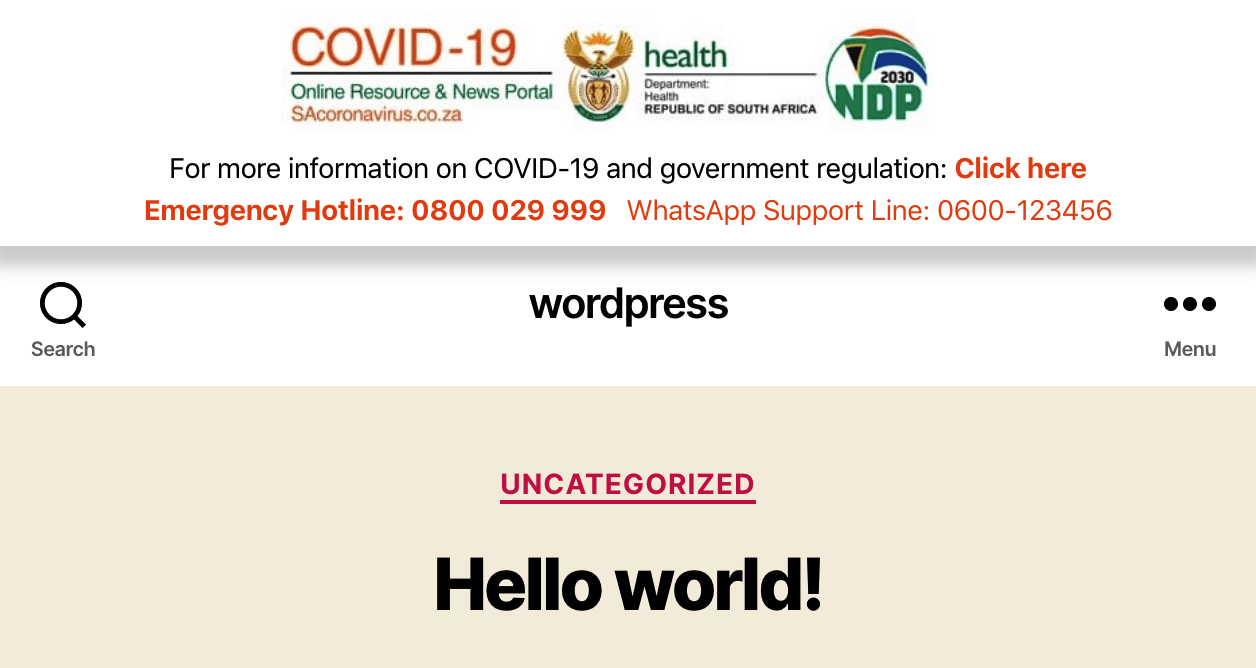 COVID-19
Online Resource & News Portal
SAcoronavirus.co.za
health
Department:
Health
REPUBLIC OF SOUTH AFRICA
2030
NDP
For more information on COVID-19 and government regulation: Click here
Emergency Hotline: 0800 029 999 WhatsApp Support Line: 0600-123456
wordpress
Search
Menu
UNCATEGORIZED
Hello world!